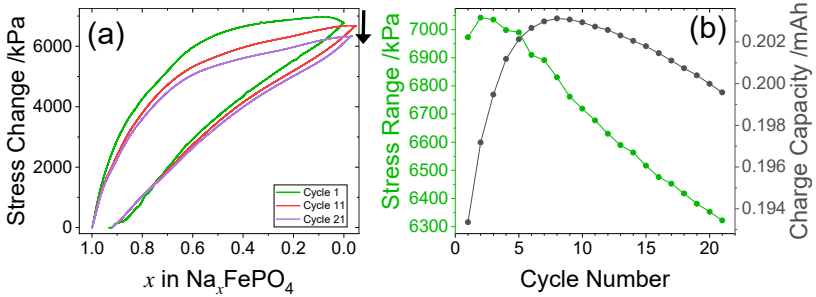 (a)
Stress Change /kPa
6000
4000
2000
0
1.0 0.8 0.6 0.4 0.2 0.0
x in NaxFePO4
Cycle 1
Cycle 11
Cycle 21
(b)
Stress Range /kPa
7000
6900
6800
6700
6600
6500
6400
6300
0 5 10 15 20
Cycle Number
0.202
0.200
0.198
0.196
0.194
Charge Capacity /mAh